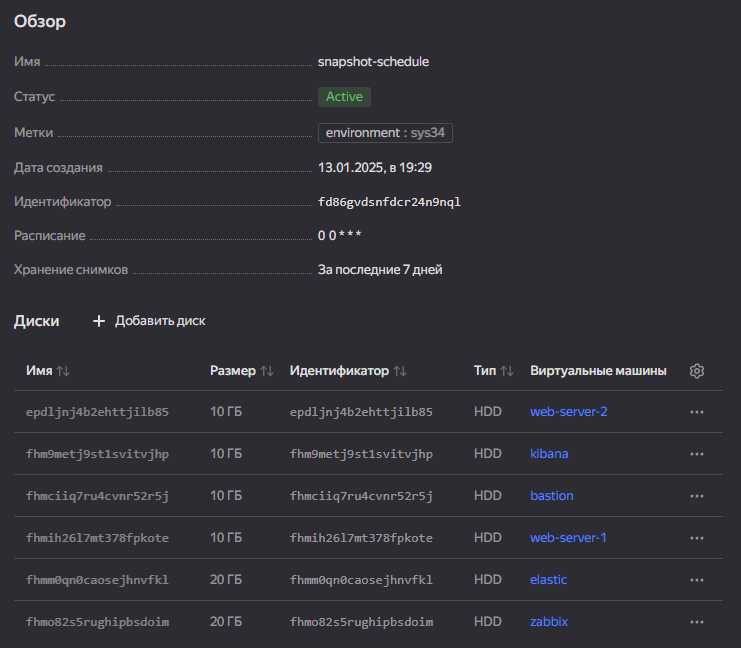 Обзор
Имя snapshot-schedule
Статус Active
Метки environment : sys34
Дата создания 13.01.2025, в 19:29
Идентификатор fd86gvdsnfdcr24n9nql
Расписание 0 0 * * *
Хранение снимков За последние 7 дней
Диски + Добавить диск
Имя Размер Идентификатор Тип Виртуальные машины
epdljnj4b2ehttjilb85 10 ГБ epdljnj4b2ehttjilb85 HDD web-server-2
fhm9metj9st1svitvjhp 10 ГБ fhm9metj9st1svitvjhp HDD kibana
fhmciiq7ru4cvnr52r5j 10 ГБ fhmciiq7ru4cvnr52r5j HDD bastion
fhmih26l7mt378fpkote 10 ГБ fhmih26l7mt378fpkote HDD web-server-1
fhmm0qn0caosejhnvfkl 20 ГБ fhmm0qn0caosejhnvfkl HDD elastic
fhmo82s5rughipbsdoim 20 ГБ fhmo82s5rughipbsdoim HDD zabbix